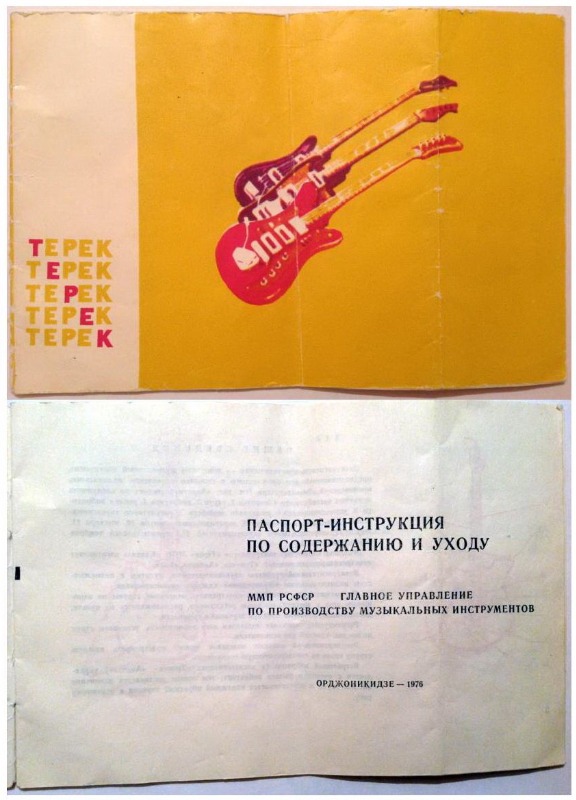 ТЕРЕК
ТЕРЕК
ТЕРЕК
ТЕРЕК
ТЕРЕК
ПАСПОРТ-ИНСТРУКЦИЯ
ПО СОДЕРЖАНИЮ И УХОДУ
ММП РСФСР ГЛАВНОЕ УПРАВЛЕНИЕ
ПО ПРОИЗВОДСТВУ МУЗЫКАЛЬНЫХ ИНСТРУМЕНТОВ
ОРДЖОНИКИДЗЕ — 1976